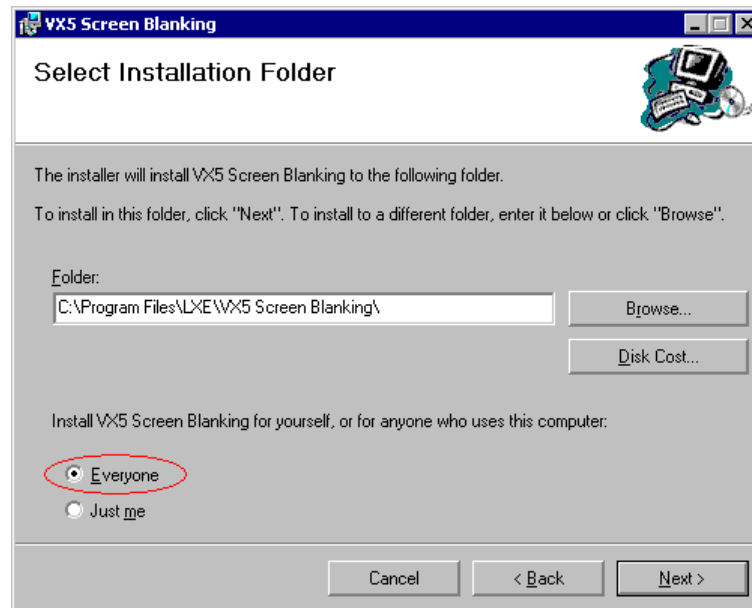 VX5 Screen Blanking
Select Installation Folder
The installer will install VX5 Screen Blanking to the following folder.
To install in this folder, click "Next". To install to a different folder, enter it below or click "Browse".
Folder:
C:\Program Files\LXE\VX5 Screen Blanking\
Browse...
Disk Cost...
Install VX5 Screen Blanking for yourself, or for anyone who uses this computer:
Everyone
Just me
Cancel
< Back
Next >